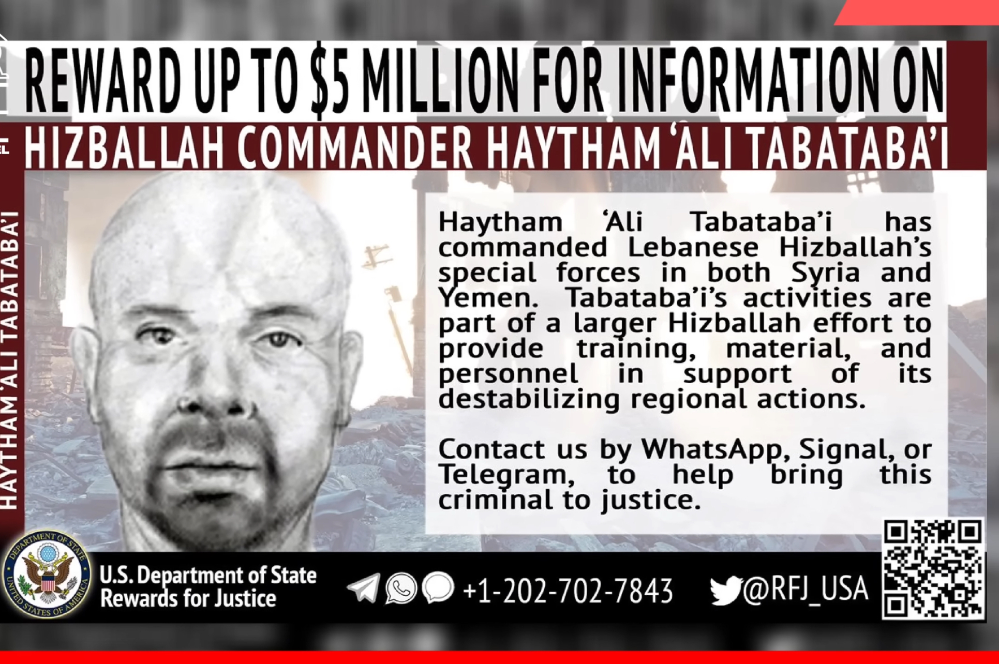 REWARD UP TO $5 MILLION FOR INFORMATION ON
HIZBALLAH COMMANDER HAYTHAM ‘ALI TABATABA’I
HAYTHAM ‘ALI TABATABA’I
Haytham ‘Ali Tabataba’i has
commanded Lebanese Hizballah’s
special forces in both Syria and
Yemen. Tabataba’i’s activities are
part of a larger Hizballah effort to
provide training, material, and
personnel in support of its
destabilizing regional actions.
Contact us by WhatsApp, Signal, or
Telegram, to help bring this
criminal to justice.
DEPARTMENT OF STATE
UNITED STATES OF AMERICA
U.S. Department of State
Rewards for Justice
+1-202-702-7843
@RFJ_USA